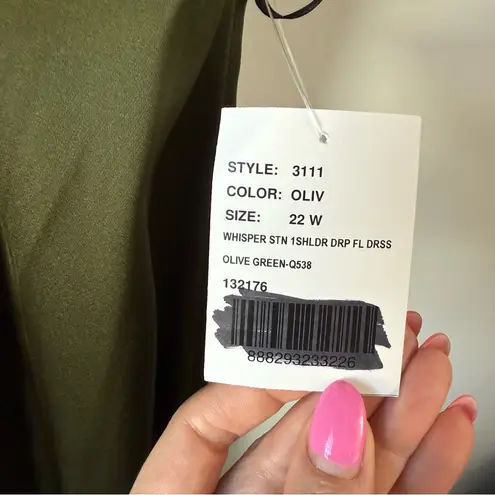 STYLE: 3111
COLOR: OLIV
SIZE: 22 W
WHISPER STN 1SHLDR DRP FL DRSS
OLIVE GREEN-Q538
132176
888293233226